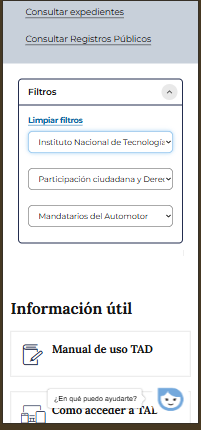 Consultar expedientes
Consultar Registros Públicos
Filtros
Limpiar filtros
Instituto Nacional de Tecnología
Participación ciudadana y Derec
Mandatarios del Automotor
Información útil
Manual de uso TAD
¿En qué puedo ayudarte?
Cómo acceder a TAD